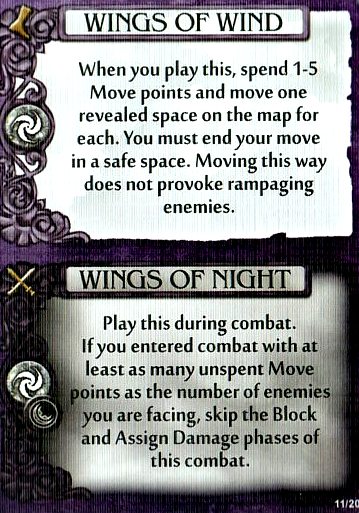 WINGS OF WIND
When you play this, spend 1-5
Move points and move one
revealed space on the map for
each. You must end your move
in a safe space. Moving this way
does not provoke rampaging
enemies.
WINGS OF NIGHT
Play this during combat.
If you entered combat with at
least as many unspent Move
points as the number of enemies
you are facing, skip the Block
and Assign Damage phases of
this combat.
11/20